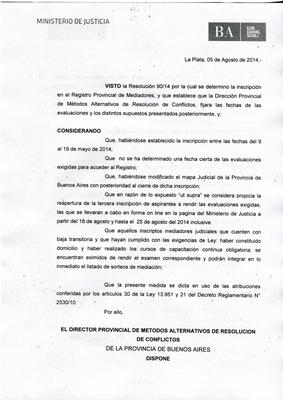 MINISTERIO DE JUSTICIA
BA
GOB.
DANIEL
SCIOLI
La Plata, 05 de Agosto de 2014.-
VISTO la Resolución 90/14 por la cual se determino la inscripción
en el Registro Provincial de Mediadores, y que establece que la Dirección Provincial
de Métodos Alternativos de Resolución de Conflictos, fijara las fechas de las
evaluaciones y los distintos supuestos presentados posteriormente, y;
CONSIDERANDO
Que, habiéndose establecido la inscripción entre las fechas del 9
al 19 de mayo de 2014;
Que no se ha determinado una fecha cierta de las evaluaciones
exigidas para acceder al Registro;
Que, habiéndose modificado el mapa Judicial de la Provincia de
Buenos Aires con posterioridad al cierre de dicha inscripción;
Que en razón de lo expuesto "ut supra" se considera propicia la
reapertura de la tercera inscripción de aspirantes a rendir las evaluaciones exigidas,
las que se llevaran a cabo en forma on line en la pagina del Ministerio de Justicia a
partir del 18 de agosto y hasta el 25 de agosto del 2014 inclusive.
Que aquellos inscriptos mediadores judiciales que cuenten con
baja transitoria y que hayan cumplido con las exigencias de Ley: haber constituido
domicilio y haber realizado los cursos de capacitación continua obligatoria, se
encuentran eximidos de rendir el examen correspondiente y podrán integrar en lo
inmediato el listado de sorteos de mediación;
Que la presente medida se dicta en uso de las atribuciones
conferidas por los artículos 30 de la Ley 13.951 y 21 del Decreto Reglamentario N°
2530/10.
Por ello,
EL DIRECTOR PROVINCIAL DE METODOS ALTERNATIVOS DE RESOLUCION
DE CONFLICTOS
DE LA PROVINCIA DE BUENOS AIRES
DISPONE